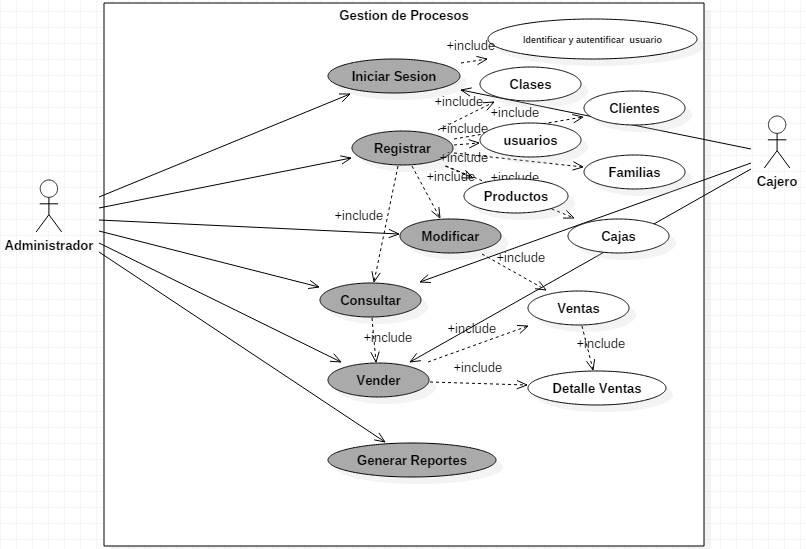 Gestion de Procesos
+include
Identificar y autentificar usuario
Iniciar Sesion
Clases
+include
+include
Clientes
+include
usuarios
Registrar
+include
Familias
+include
+include
Productos
+include
Cajas
Modificar
+include
Administrador
Cajero
Consultar
Ventas
+include
+include
+include
+include
Vender
Detalle Ventas
Generar Reportes